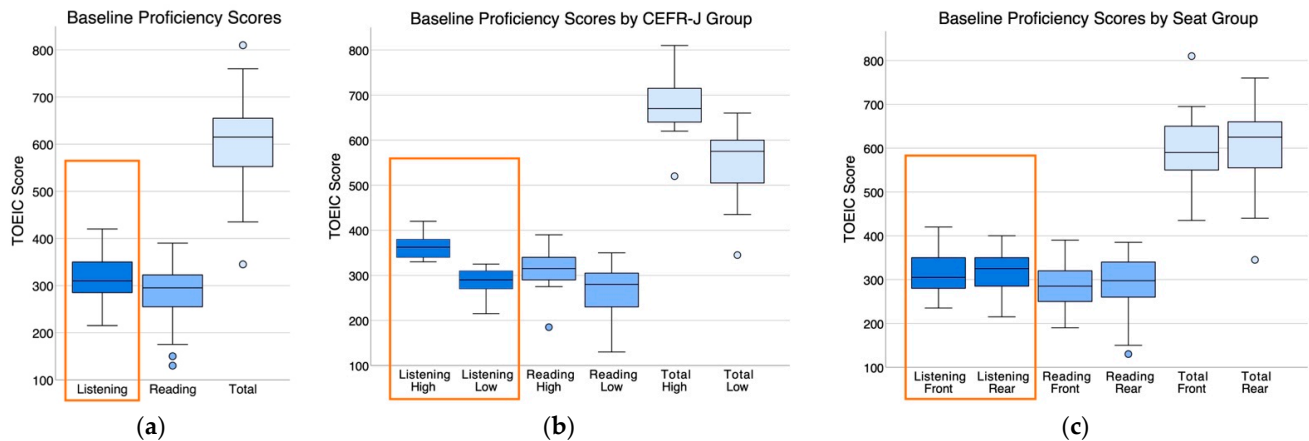 Baseline Proficiency Scores
TOEIC Score
800
700
600
500
400
300
200
100
Listening
Reading
Total
(a)
Baseline Proficiency Scores by CEFR-J Group
TOEIC Score
800
700
600
500
400
300
200
100
Listening High
Listening Low
Reading High
Reading Low
Total High
Total Low
(b)
Baseline Proficiency Scores by Seat Group
TOEIC Score
800
700
600
500
400
300
200
100
Listening Front
Listening Rear
Reading Front
Reading Rear
Total Front
Total Rear
(c)